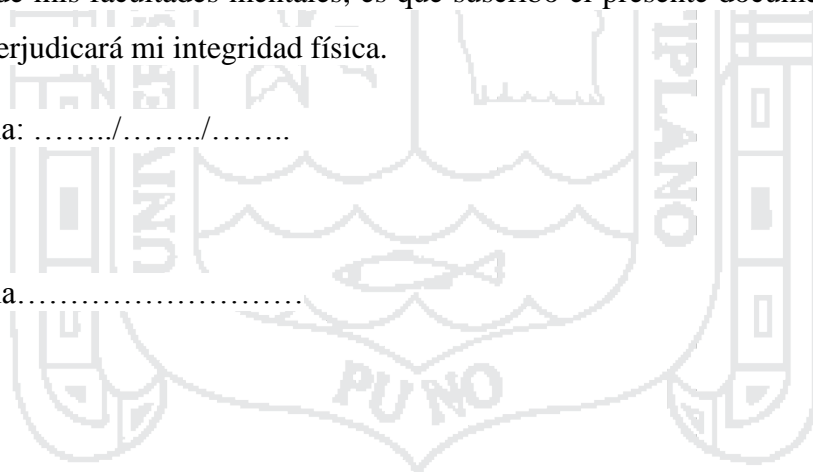 de mis facultades mentales, es que suscribo el presente docume
erjudicará mi integridad física.
a: ……../……../……..
a………………………
PUNO